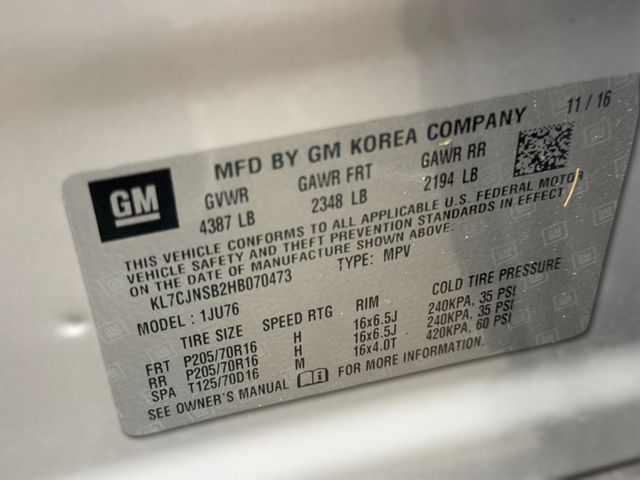 MFD BY GM KOREA COMPANY 11 / 16
GM
GVWR GAWR FRT GAWR RR
4387 LB 2348 LB 2194 LB
THIS VEHICLE CONFORMS TO ALL APPLICABLE U.S. FEDERAL MOTOR
VEHICLE SAFETY AND THEFT PREVENTION STANDARDS IN EFFECT
ON THE DATE OF MANUFACTURE SHOWN ABOVE.
KL7CJNSB2HB070473 TYPE: MPV
MODEL : 1JU76
TIRE SIZE SPEED RTG RIM COLD TIRE PRESSURE
FRT P205/70R16 H 16x6.5J 240KPA, 35 PSI
RR P205/70R16 H 16x6.5J 240KPA, 35 PSI
SPA T125/70D16 M 16x4.0T 420KPA, 60 PSI
SEE OWNER'S MANUAL FOR MORE INFORMATION.